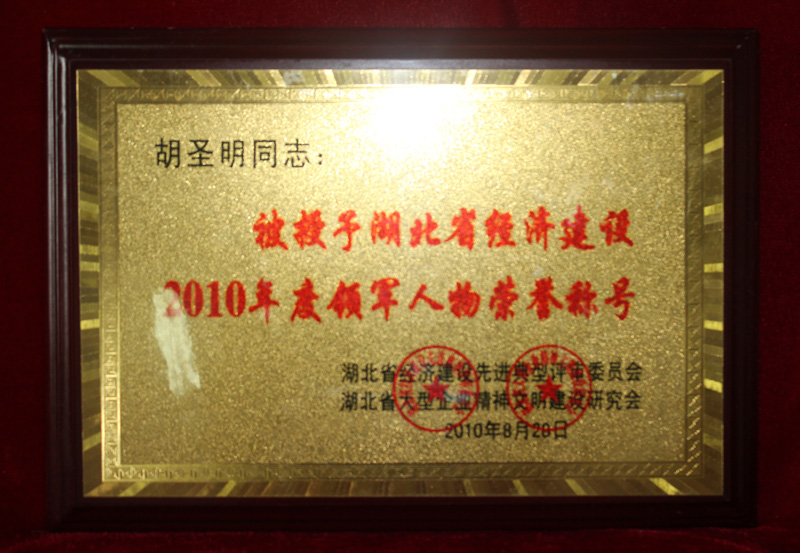 胡圣明同志：
被授予湖北省经济建设
2010年度领军人物荣誉称号
湖北省经济建设先进典型评审委员会
湖北省大型企业精神文明建设研究会
2010年8月28日